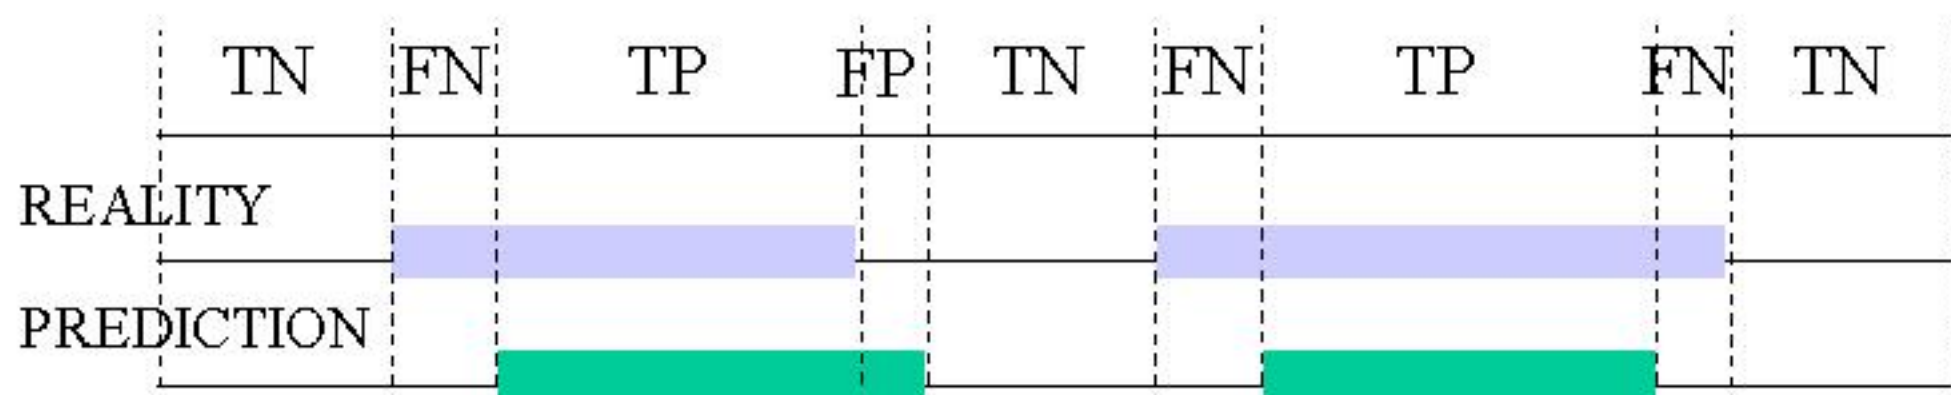 TN FN TP FP TN FN TP FN TN
REALITY
PREDICTION